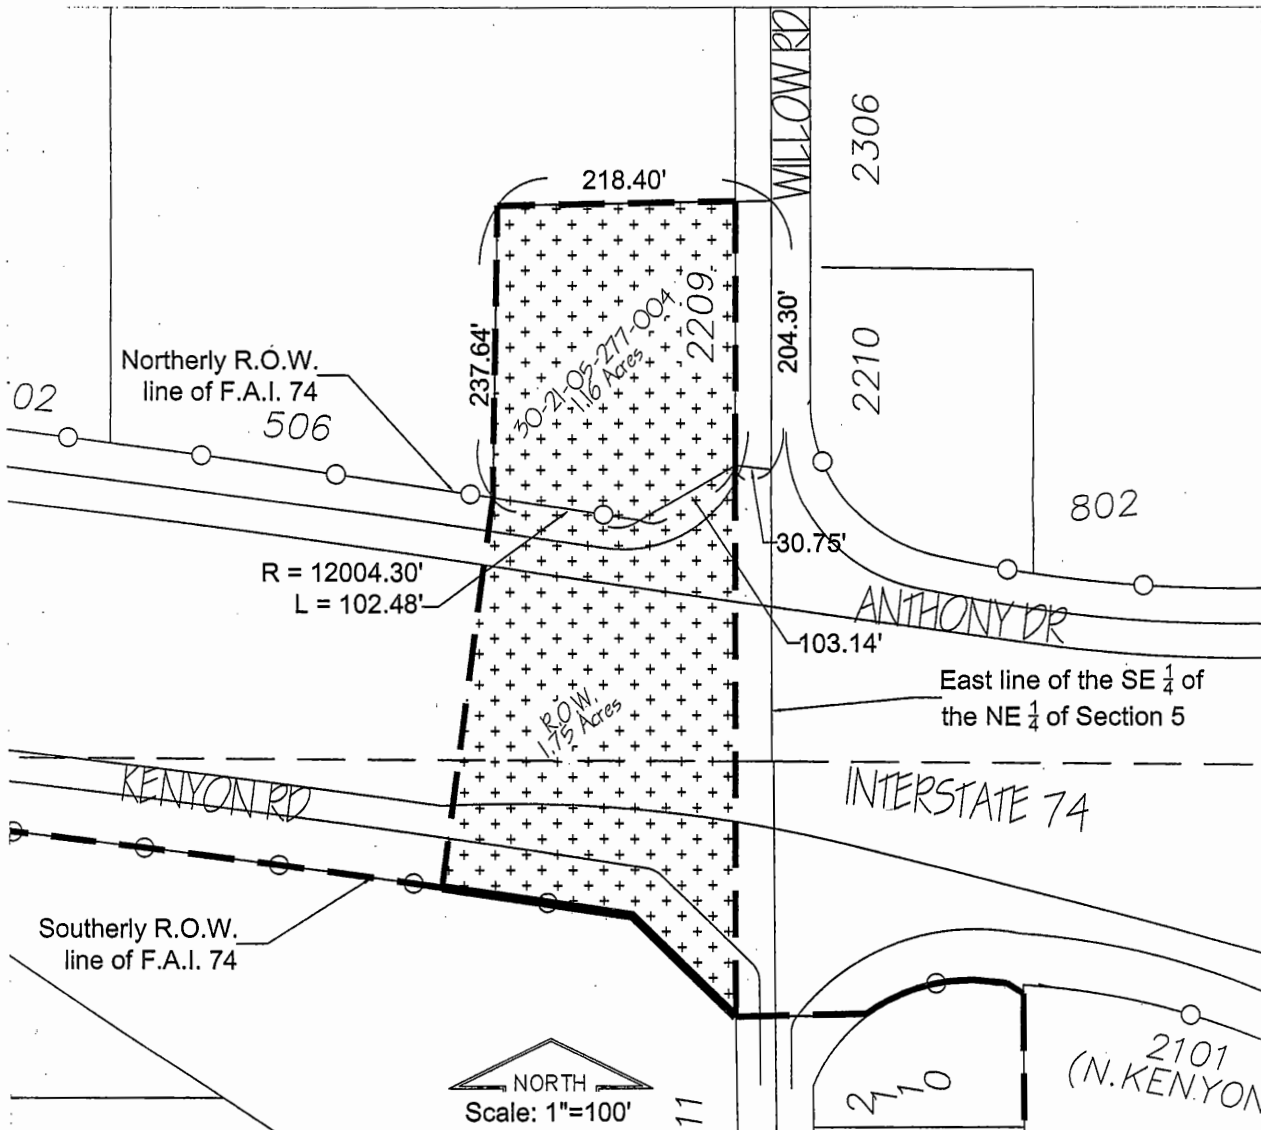 WILLOW RD
2306
218.40'
2209
204.30'
237.64'
30-21-05-277-004
1.16 Acres
2210
Northerly R.O.W.
line of F.A.I. 74
02
506
802
30.75'
R = 12004.30'
L = 102.48'
ANTHONY DR
103.14'
East line of the SE 1/4 of
the NE 1/4 of Section 5
R.O.W.
1.75 Acres
KENYON RD
INTERSTATE 74
Southerly R.O.W.
line of F.A.I. 74
NORTH
Scale: 1"=100'
11
2110
2101
(N.KENYON